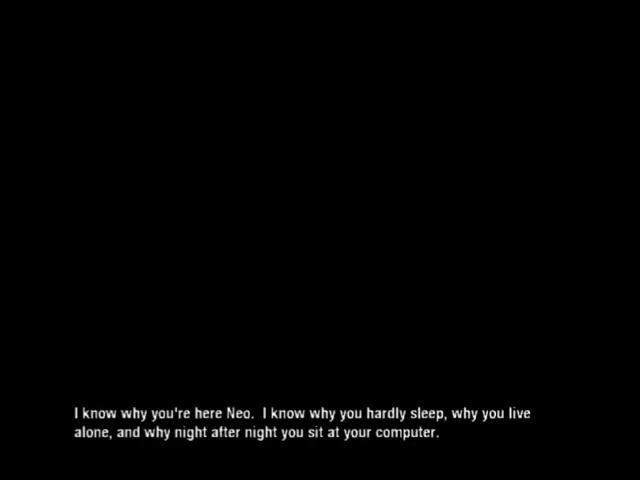 I know why you're here Neo.  I know why you hardly sleep, why you live
alone, and why night after night you sit at your computer.